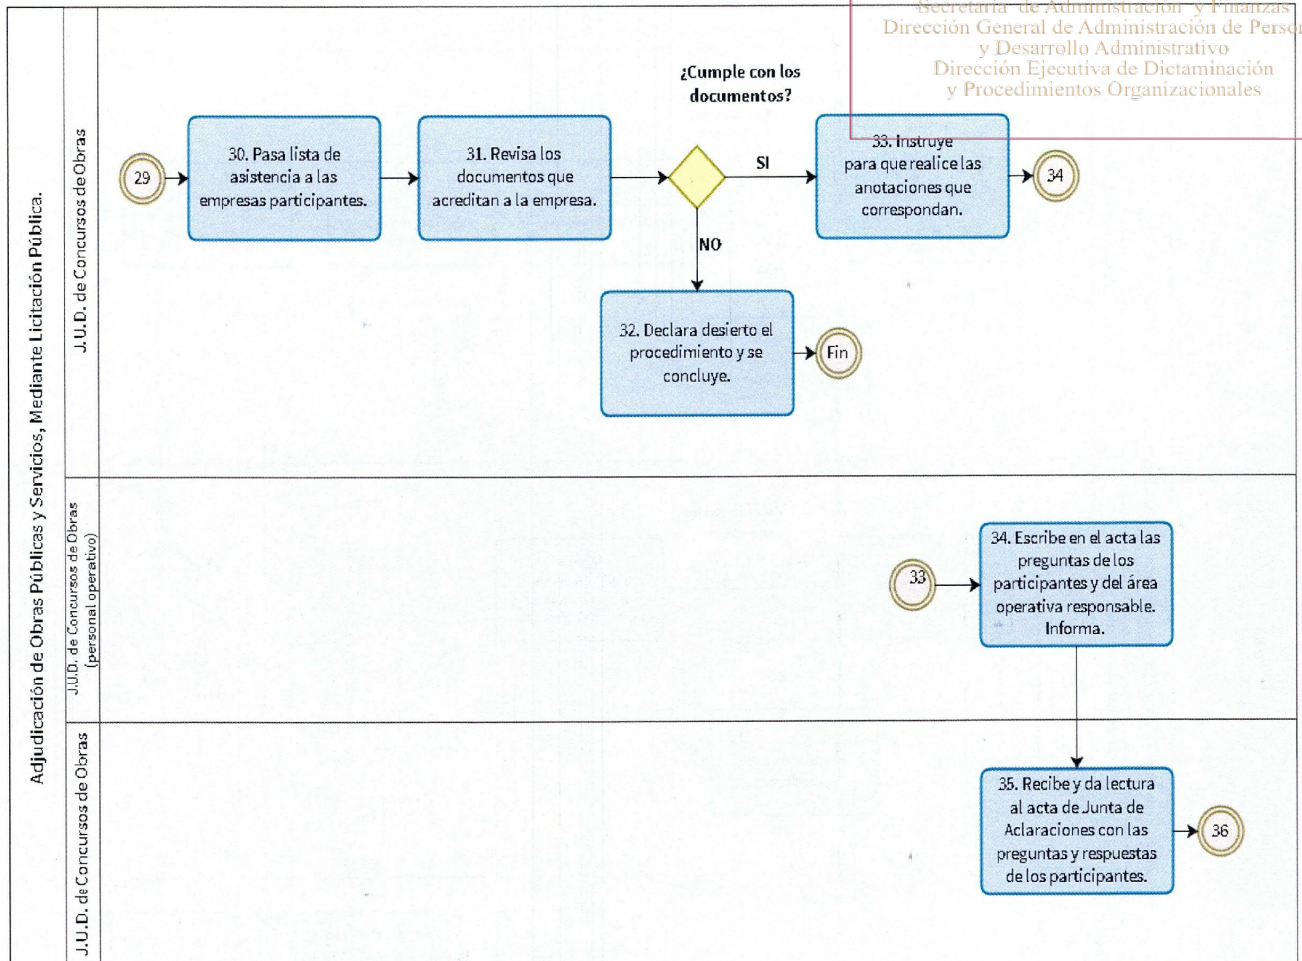 Secretaría de Administración y Finanzas
Dirección General de Administración de Perso
y Desarrollo Administrativo
Dirección Ejecutiva de Dictaminación
y Procedimientos Organizacionales
Adjudicación de Obras Públicas y Servicios, Mediante Licitación Pública.
J.U.D. de Concursos de Obras
¿Cumple con los
documentos?
29
30. Pasa lista de
asistencia a las
empresas participantes.
31. Revisa los
documentos que
acreditan a la empresa.
SI
33. Instruye
para que realice las
anotaciones que
correspondan.
34
NO
32. Declara desierto el
procedimiento y se
concluye.
Fin
J.U.D. de Concursos de Obras
(personal operativo)
33
34. Escribe en el acta las
preguntas de los
participantes y del área
operativa responsable.
Informa.
J.U.D. de Concursos de Obras
35. Recibe y da lectura
al acta de Junta de
Aclaraciones con las
preguntas y respuestas
de los participantes.
36